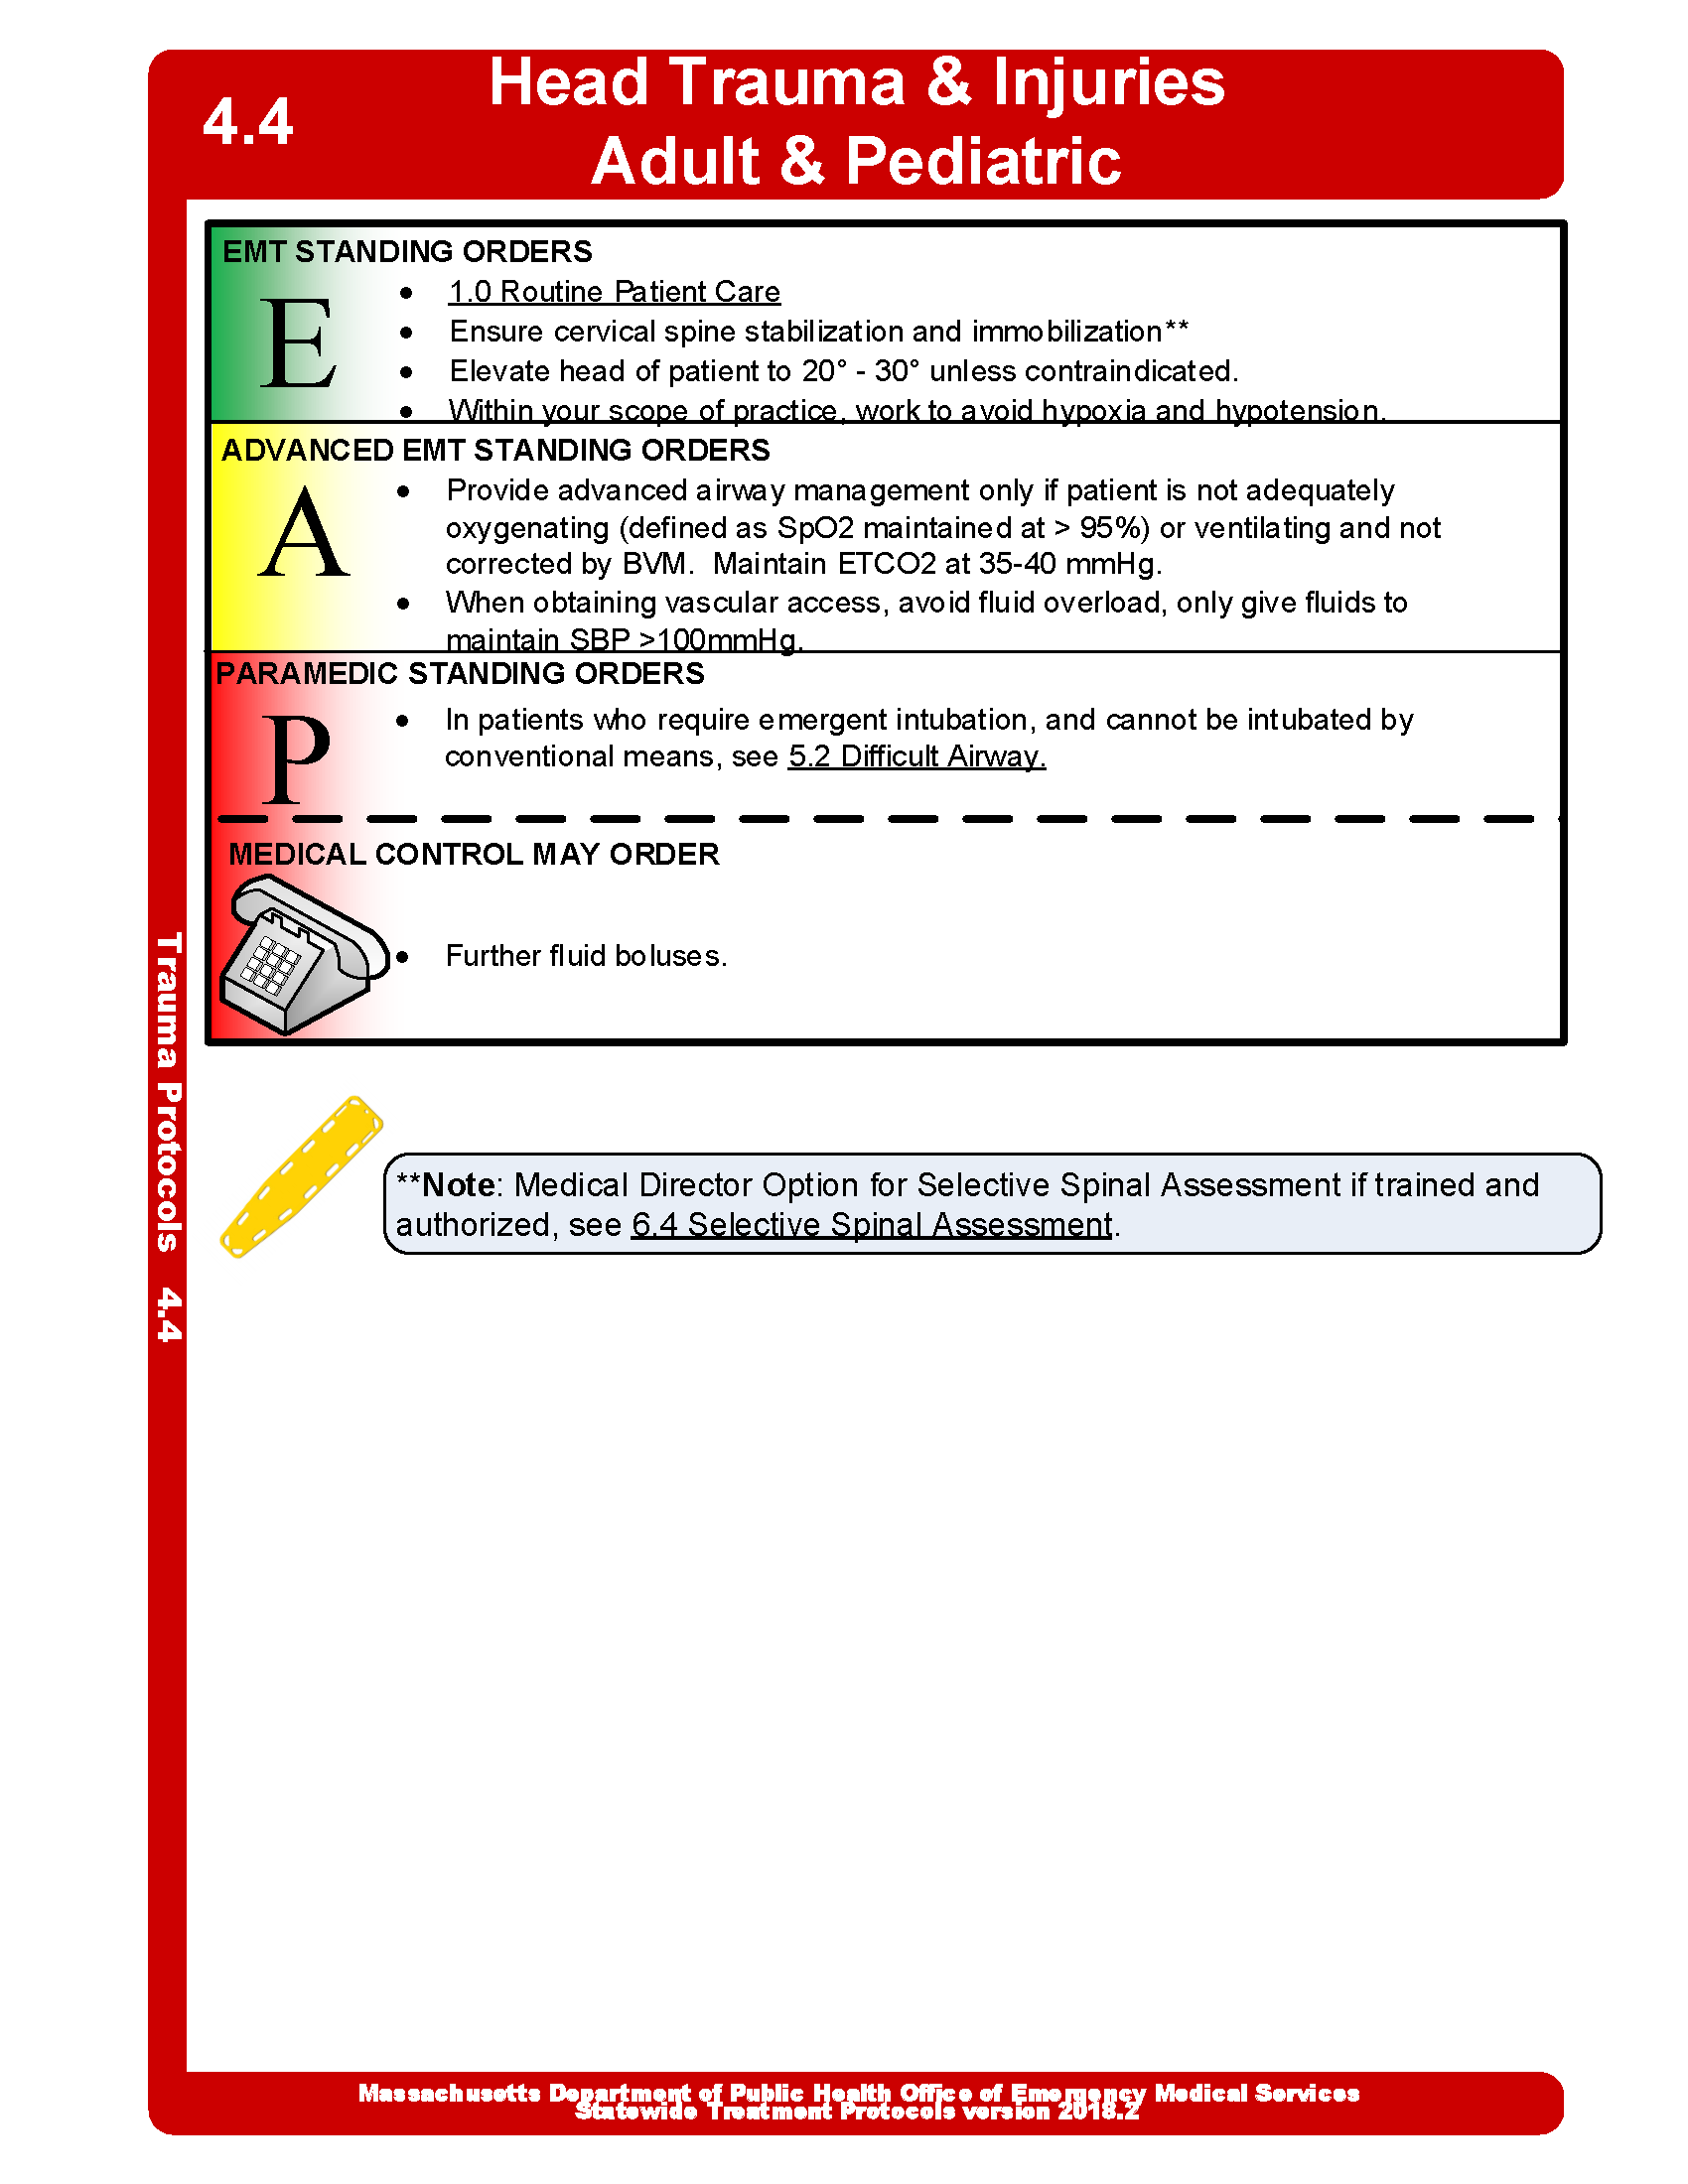 4.4
Head Trauma & Injuries
Adult & Pediatric
EMT STANDING ORDERS
E
• 1.0 Routine Patient Care
• Ensure cervical spine stabilization and immobilization**
• Elevate head of patient to 20° - 30° unless contraindicated.
• Within your scope of practice, work to avoid hypoxia and hypotension.
ADVANCED EMT STANDING ORDERS
A
• Provide advanced airway management only if patient is not adequately
oxygenating (defined as SpO2 maintained at > 95%) or ventilating and not
corrected by BVM.  Maintain ETCO2 at 35-40 mmHg.
• When obtaining vascular access, avoid fluid overload, only give fluids to
maintain SBP >100mmHg.
PARAMEDIC STANDING ORDERS
P
• In patients who require emergent intubation, and cannot be intubated by
conventional means, see 5.2 Difficult Airway.
MEDICAL CONTROL MAY ORDER
• Further fluid boluses.
**Note: Medical Director Option for Selective Spinal Assessment if trained and
authorized, see 6.4 Selective Spinal Assessment.
Trauma Protocols 4.4
Massachusetts Department of Public Health Office of Emergency Medical Services
Statewide Treatment Protocols version 2018.2